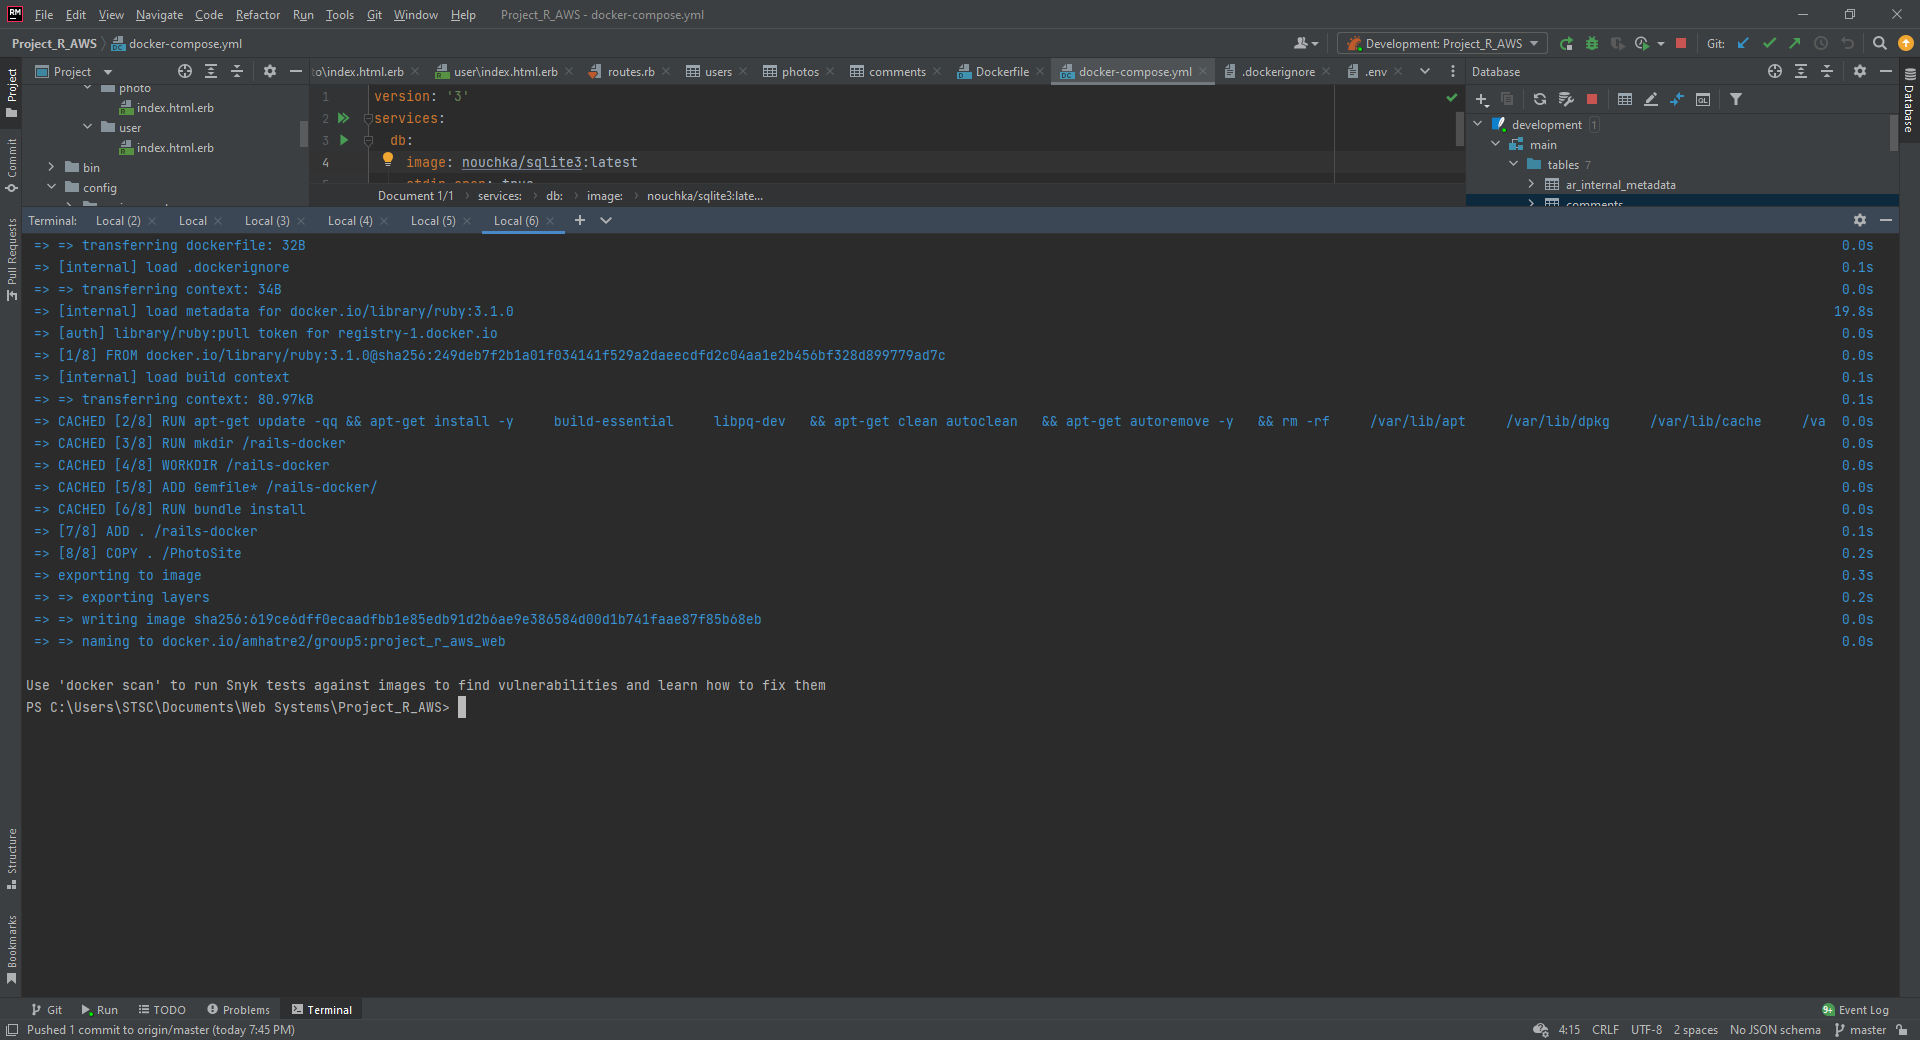 RM File Edit View Navigate Code Refactor Run Tools Git Window Help Project_R_AWS - docker-compose.yml
Project_R_AWS docker-compose.yml Development: Project_R_AWS Git:
Project to\index.html.erb user\index.html.erb routes.rb users photos comments Dockerfile docker-compose.yml .dockerignore .env Database
Project
Commit
Pull Requests
Structure
Bookmarks
Database
photo
index.html.erb
user
index.html.erb
bin
config
1 version: '3'
2 services:
3 db:
4 image: nouchka/sqlite3:latest
stdin_open: true
Document 1/1 services: db: image: nouchka/sqlite3:late...
development 1
main
tables 7
ar_internal_metadata
comments
Terminal: Local (2) Local Local (3) Local (4) Local (5) Local (6)
=> => transferring dockerfile: 32B 0.0s
=> [internal] load .dockerignore 0.1s
=> => transferring context: 34B 0.0s
=> [internal] load metadata for docker.io/library/ruby:3.1.0 19.8s
=> [auth] library/ruby:pull token for registry-1.docker.io 0.0s
=> [1/8] FROM docker.io/library/ruby:3.1.0@sha256:249deb7f2b1a01f034141f529a2daeecdfd2c04aa1e2b456bf328d899779ad7c 0.0s
=> [internal] load build context 0.1s
=> => transferring context: 80.97kB 0.1s
=> CACHED [2/8] RUN apt-get update -qq && apt-get install -y build-essential libpq-dev && apt-get clean autoclean && apt-get autoremove -y && rm -rf /var/lib/apt /var/lib/dpkg /var/lib/cache /va 0.0s
=> CACHED [3/8] RUN mkdir /rails-docker 0.0s
=> CACHED [4/8] WORKDIR /rails-docker 0.0s
=> CACHED [5/8] ADD Gemfile* /rails-docker/ 0.0s
=> CACHED [6/8] RUN bundle install 0.0s
=> [7/8] ADD . /rails-docker 0.1s
=> [8/8] COPY . /PhotoSite 0.2s
=> exporting to image 0.3s
=> => exporting layers 0.2s
=> => writing image sha256:619ce6dff0ecaadfbb1e85edb91d2b6ae9e386584d00d1b741faae87f85b68eb 0.0s
=> => naming to docker.io/amhatre2/group5:project_r_aws_web 0.0s
Use 'docker scan' to run Snyk tests against images to find vulnerabilities and learn how to fix them
PS C:\Users\STSC\Documents\Web Systems\Project_R_AWS>
Git Run TODO Problems Terminal 9+ Event Log
Pushed 1 commit to origin/master (today 7:45 PM) 4:15 CRLF UTF-8 2 spaces No JSON schema master